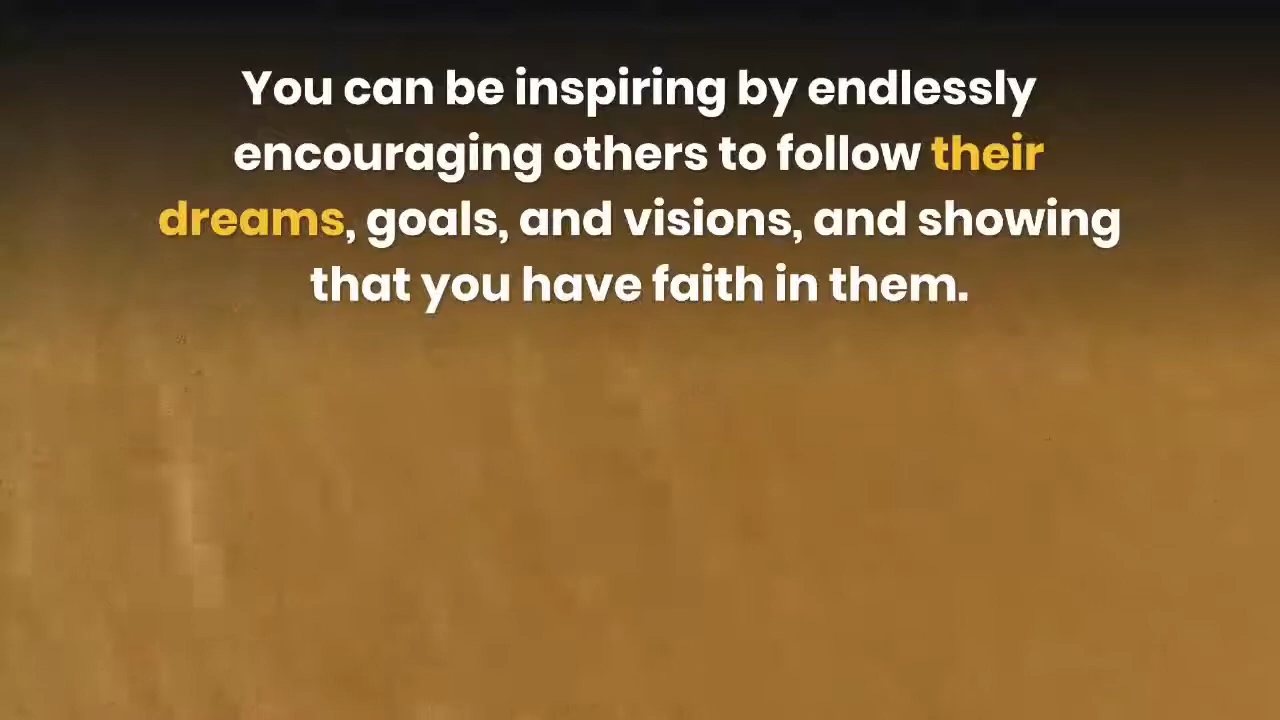 You can be inspiring by endlessly
encouraging others to follow their
dreams, goals, and visions, and showing
that you have faith in them.